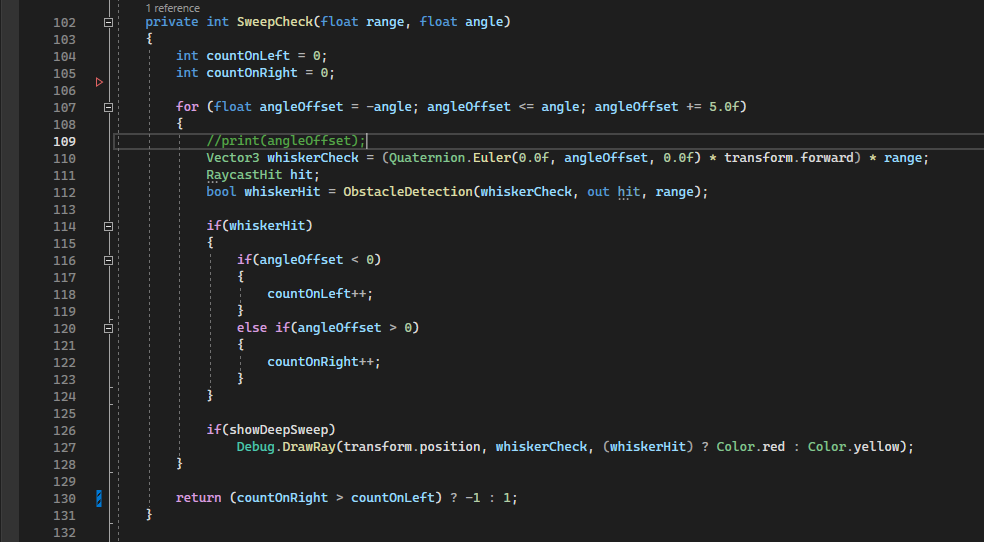 1 reference
102 private int SweepCheck(float range, float angle)
103 {
104 int countOnLeft = 0;
105 int countOnRight = 0;
106
107 for (float angleOffset = -angle; angleOffset <= angle; angleOffset += 5.0f)
108 {
109 //print(angleOffset);
110 Vector3 whiskerCheck = (Quaternion.Euler(0.0f, angleOffset, 0.0f) * transform.forward) * range;
111 RaycastHit hit;
112 bool whiskerHit = ObstacleDetection(whiskerCheck, out hit, range);
113
114 if(whiskerHit)
115 {
116 if(angleOffset < 0)
117 {
118 countOnLeft++;
119 }
120 else if(angleOffset > 0)
121 {
122 countOnRight++;
123 }
124 }
125
126 if(showDeepSweep)
127 Debug.DrawRay(transform.position, whiskerCheck, (whiskerHit) ? Color.red : Color.yellow);
128 }
129
130 return (countOnRight > countOnLeft) ? -1 : 1;
131 }
132